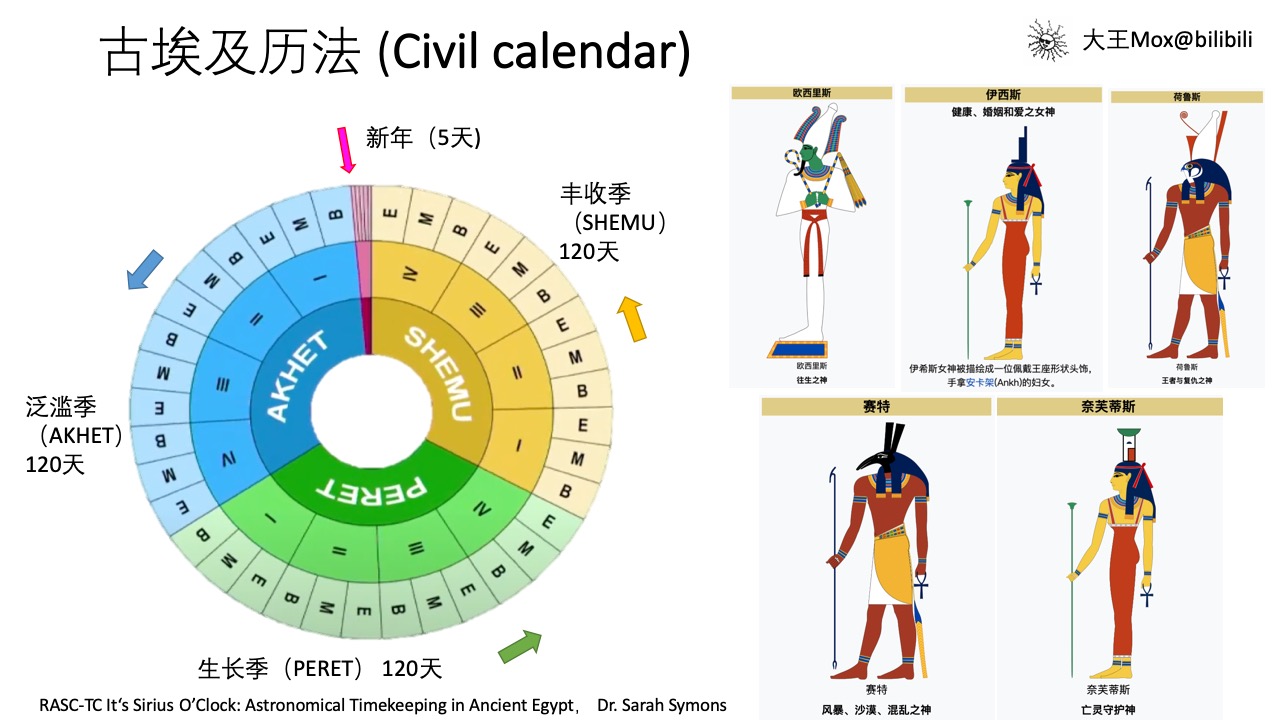 古埃及历法 (Civil calendar)
大王Mox@bilibili
新年（5天)
丰收季
（SHEMU）
120天
泛滥季
（AKHET）
120天
生长季（PERET） 120天
AKHET
I
II
III
IV
B
M
E
B
M
E
B
M
E
B
M
E
PERET
I
II
III
IV
B
M
E
B
M
E
B
M
E
B
M
E
SHEMU
I
II
III
IV
B
M
E
B
M
E
B
M
E
B
M
E
RASC-TC It‘s Sirius O’Clock: Astronomical Timekeeping in Ancient Egypt， Dr. Sarah Symons
欧西里斯
欧西里斯
往生之神
伊西斯
健康、婚姻和爱之女神
伊希斯女神被描绘成一位佩戴王座形状头饰，
手拿安卡架(Ankh)的妇女。
荷鲁斯
荷鲁斯
王者与复仇之神
赛特
赛特
风暴、沙漠、混乱之神
奈芙蒂斯
奈芙蒂斯
亡灵守护神